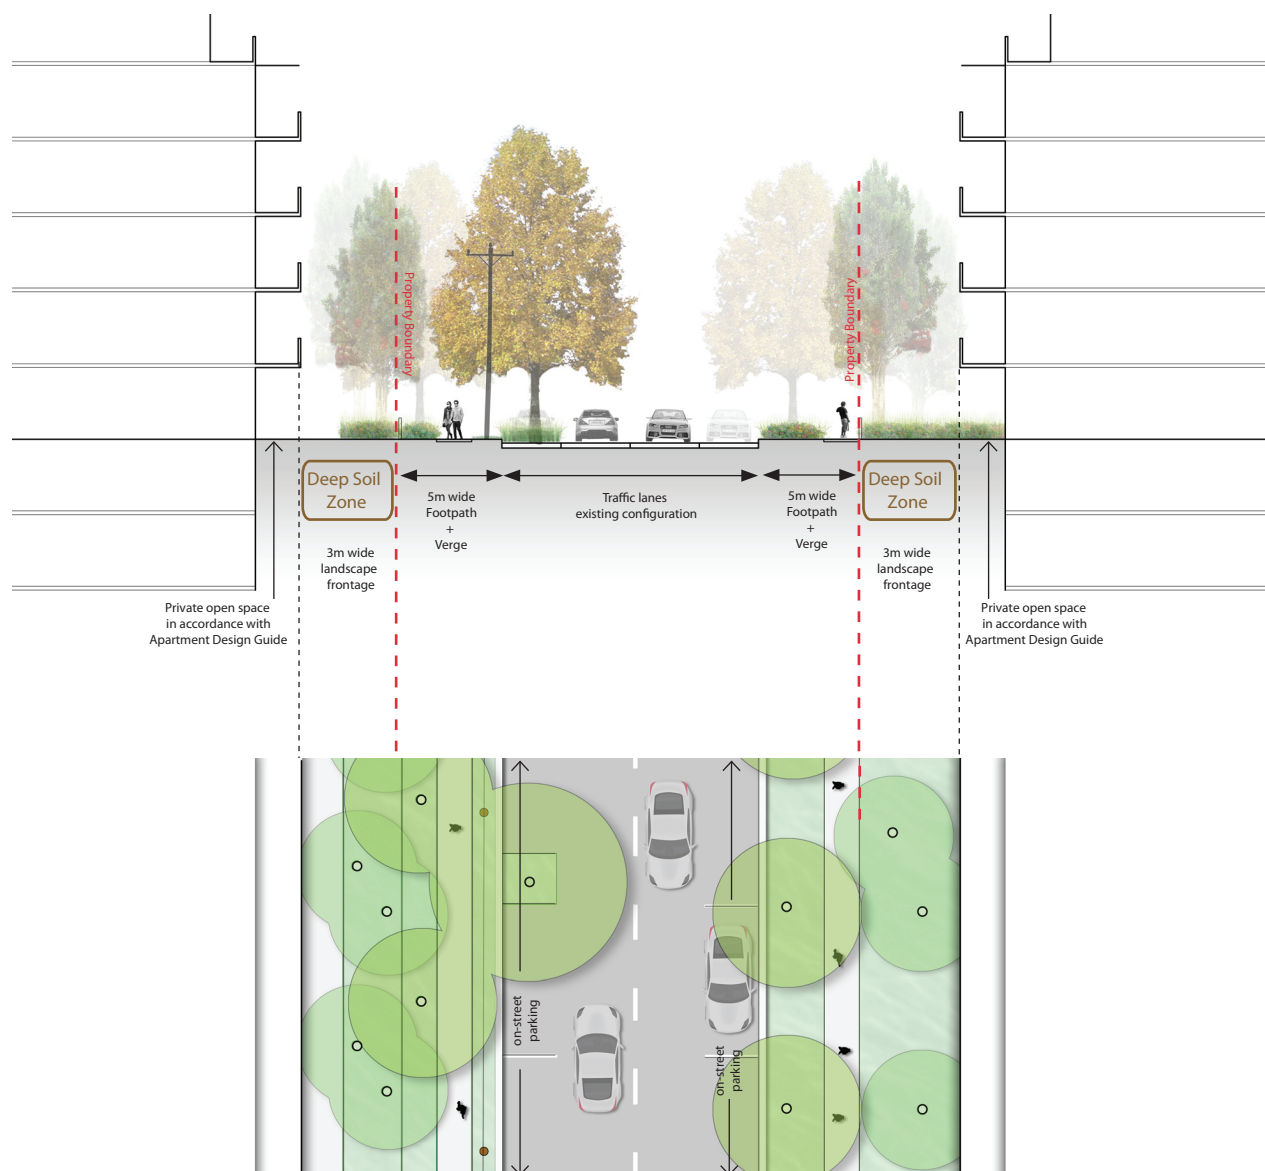 Property Boundary
Property Boundary
Deep Soil
Zone
5m wide
Footpath
+
Verge
Traffic lanes
existing configuration
5m wide
Footpath
+
Verge
Deep Soil
Zone
3m wide
landscape
frontage
3m wide
landscape
frontage
Private open space
in accordance with
Apartment Design Guide
Private open space
in accordance with
Apartment Design Guide
on-street
parking
on-street
parking